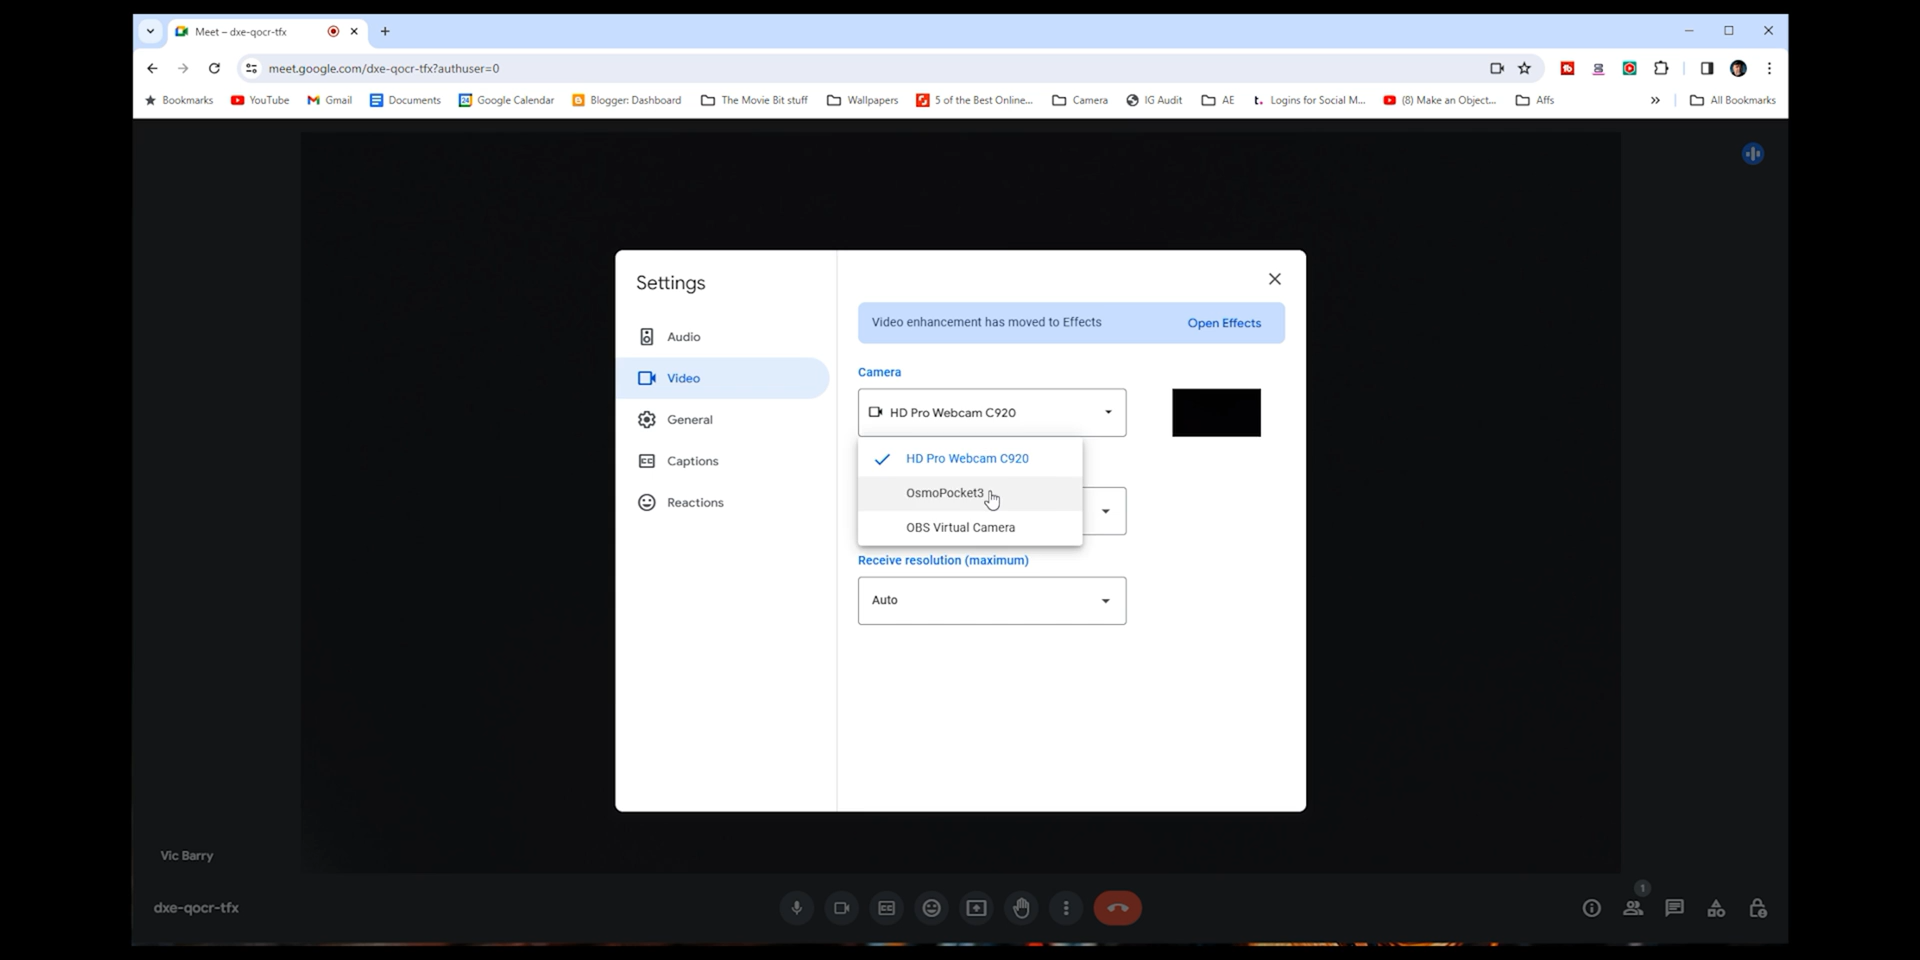 Meet – dxe-qocr-tfx
meet.google.com/dxe-qocr-tfx?authuser=0
Bookmarks YouTube Gmail Documents Google Calendar Blogger: Dashboard The Movie Bit stuff Wallpapers 5 of the Best Online... Camera IG Audit AE t. Logins for Social M... (8) Make an Object... Affs » All Bookmarks
Settings
Audio
Video
General
Captions
Reactions
Video enhancement has moved to Effects Open Effects
Camera
HD Pro Webcam C920
HD Pro Webcam C920
OsmoPocket3
OBS Virtual Camera
Receive resolution (maximum)
Auto
Vic Barry
dxe-qocr-tfx
1